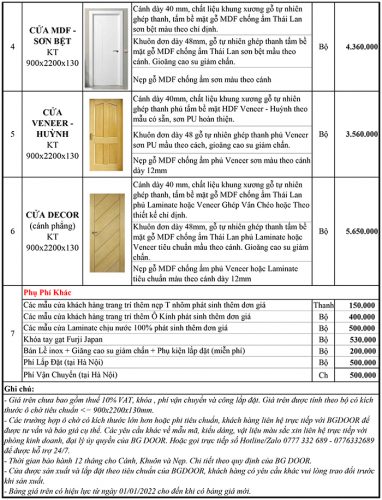 4
CỬA MDF -
SƠN BỆT
KT
900x2200x130
Cánh dày 40 mm, chất liệu khung xương gỗ tự nhiên
ghép thanh, tấm bề mặt gỗ MDF chống ẩm Thái Lan
sơn bệt màu theo chỉ định.
Khuôn đơn dày 48mm, gỗ tự nhiên ghép thanh tấm bề
mặt gỗ MDF chống ẩm Thái Lan sơn bệt màu theo
cánh. Gioăng cao su giảm chấn.
Nẹp gỗ MDF chống ẩm sơn màu theo cánh
Bộ
4.360.000
5
CỬA
VENEER -
HUỲNH
KT
900x2200x130
Cánh dày 40mm, chất liệu khung xương gỗ tự nhiên
ghép thanh phủ tấm bề mặt HDF Veneer - Huỳnh theo
mẫu có sẵn, sơn PU hoàn thiện.
Khuôn đơn dày 48 gỗ tự nhiên ghép thanh phủ Veneer
sơn PU mẫu theo cách, gioăng cao su giảm chấn.
Nẹp gỗ MDF chống ẩm phủ Veneer sơn màu theo cánh
dày 12mm
Bộ
3.560.000
6
CỬA DECOR
(cánh phẳng)
KT
900x2200x130
Cánh dày 40 mm, chất liệu khung xương gỗ tự nhiên
ghép thanh, tấm bề mặt gỗ MDF chống ẩm Thái Lan
phủ Laminate hoặc Veneer Ghép Vân Chéo hoặc Theo
thiết kế chỉ định.
Khuôn đơn dày 48mm, gỗ tự nhiên ghép thanh tấm bề
mặt gỗ MDF chống ẩm Thái Lan phủ Laminate hoặc
Veneer tiêu chuẩn màu theo cánh. Gioăng cao su giảm
chấn.
Nẹp gỗ MDF chống ẩm phủ Veneer hoặc Laminate
tiêu chuẩn màu theo cánh dày 12mm
Bộ
5.650.000
7
Phụ Phí Khác
Các mẫu cửa khách hàng trang trí thêm nẹp T nhôm phát sinh thêm đơn giá Thanh 150.000
Các mẫu cửa khách hàng trang trí thêm Ô Kính phát sinh thêm đơn giá Bộ 400.000
Các mẫu cửa Laminate chịu nước 100% phát sinh thêm đơn giá Bộ 500.000
Khóa tay gạt Furji Japan Bộ 530.000
Bản Lề inox + Giăng cao su giảm chấn + Phụ kiện lắp đặt (miễn phí) Bộ 200.000
Phí Lắp Đặt (tại Hà Nội) Bộ 500.000
Phí Vận Chuyển (tại Hà Nội) Ch 500.000
Ghi chú:
- Giá trên chưa bao gồm thuế 10% VAT, khóa , phí vận chuyển và công lắp đặt. Giá trên được tính theo bộ có kích
thước ô chờ tiêu chuẩn <= 900x2200x130mm.
- Các trường hợp ô chờ có kích thước lớn hơn hoặc phi tiêu chuẩn, khách hàng liên hệ trực tiếp với BGDOOR để
được tư vấn và báo giá cụ thể. Các yêu cầu khác về mẫu mã, kiểu dáng, vật liệu màu sắc xin liên hệ trực tiếp với
phòng kinh doanh, đại lý ủy quyền của BG DOOR. Hoặc gọi trực tiếp số Hotline/Zalo 0777 332 689 - 0776332689
để được hỗ trợ 24/7.
- Thời gian bảo hành 12 tháng cho Cánh, Khuôn và Nẹp. Chi tiết theo quy định của BG DOOR.
- Cửa được sản xuất và lắp đặt theo tiêu chuẩn của BGDOOR, khách hàng có yêu cầu khác vui lòng trao đổi trước
khi sản xuất.
- Bảng giá trên có hiệu lực từ ngày 01/01/2022 cho đến khi có bảng giá mới.